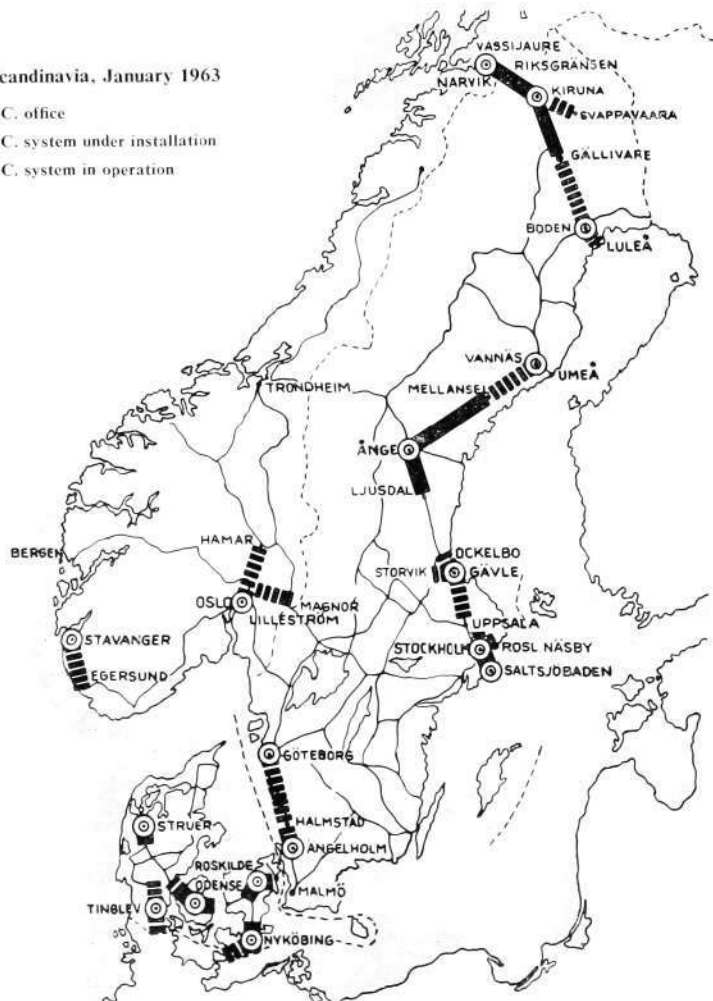 candinavia, January 1963
C. office
C. system under installation
C. system in operation
VASSIJAURE
RIKSGRÄNSEN
NARVIK
KIRUNA
SVAPPAVAARA
GÄLLIVARE
BODEN
LULEÅ
VANNÄS
UMEÅ
MELLANSEL
TRONDHEIM
ÅNGE
LJUSDAL
HAMAR
BERGEN
OCKELBO
STORVIK
GÄVLE
OSLO
MAGNOR
LILLESTRÖM
UPPSALA
STAVANGER
STOCKHOLM
ROSL NÄSBY
EGERSUND
SALTSJÖBADEN
GÖTEBORG
HALMSTÄD
STRUER
ANGELHOLM
ROSKILDE
ODENSE
MALMÖ
TINGLEV
NYKÖBING